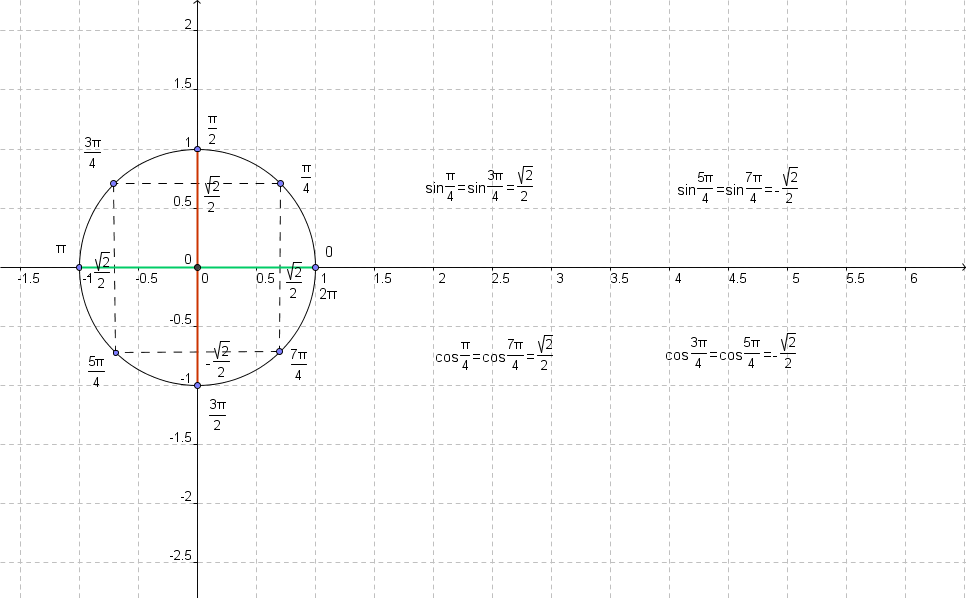 2
1.5
π/2
1
3π/4
π/4
sin π/4 = sin 3π/4 = √2/2
sin 5π/4 = sin 7π/4 = -√2/2
√2/2
0.5
π
0
0
-√2/2
√2/2
-1.5 -1 -0.5 0.5 1 1.5 2 2.5 3 3.5 4 4.5 5 5.5 6
2π
-0.5
cos π/4 = cos 7π/4 = √2/2
cos 3π/4 = cos 5π/4 = -√2/2
-√2/2
5π/4
7π/4
-1
3π/2
-1.5
-2
-2.5